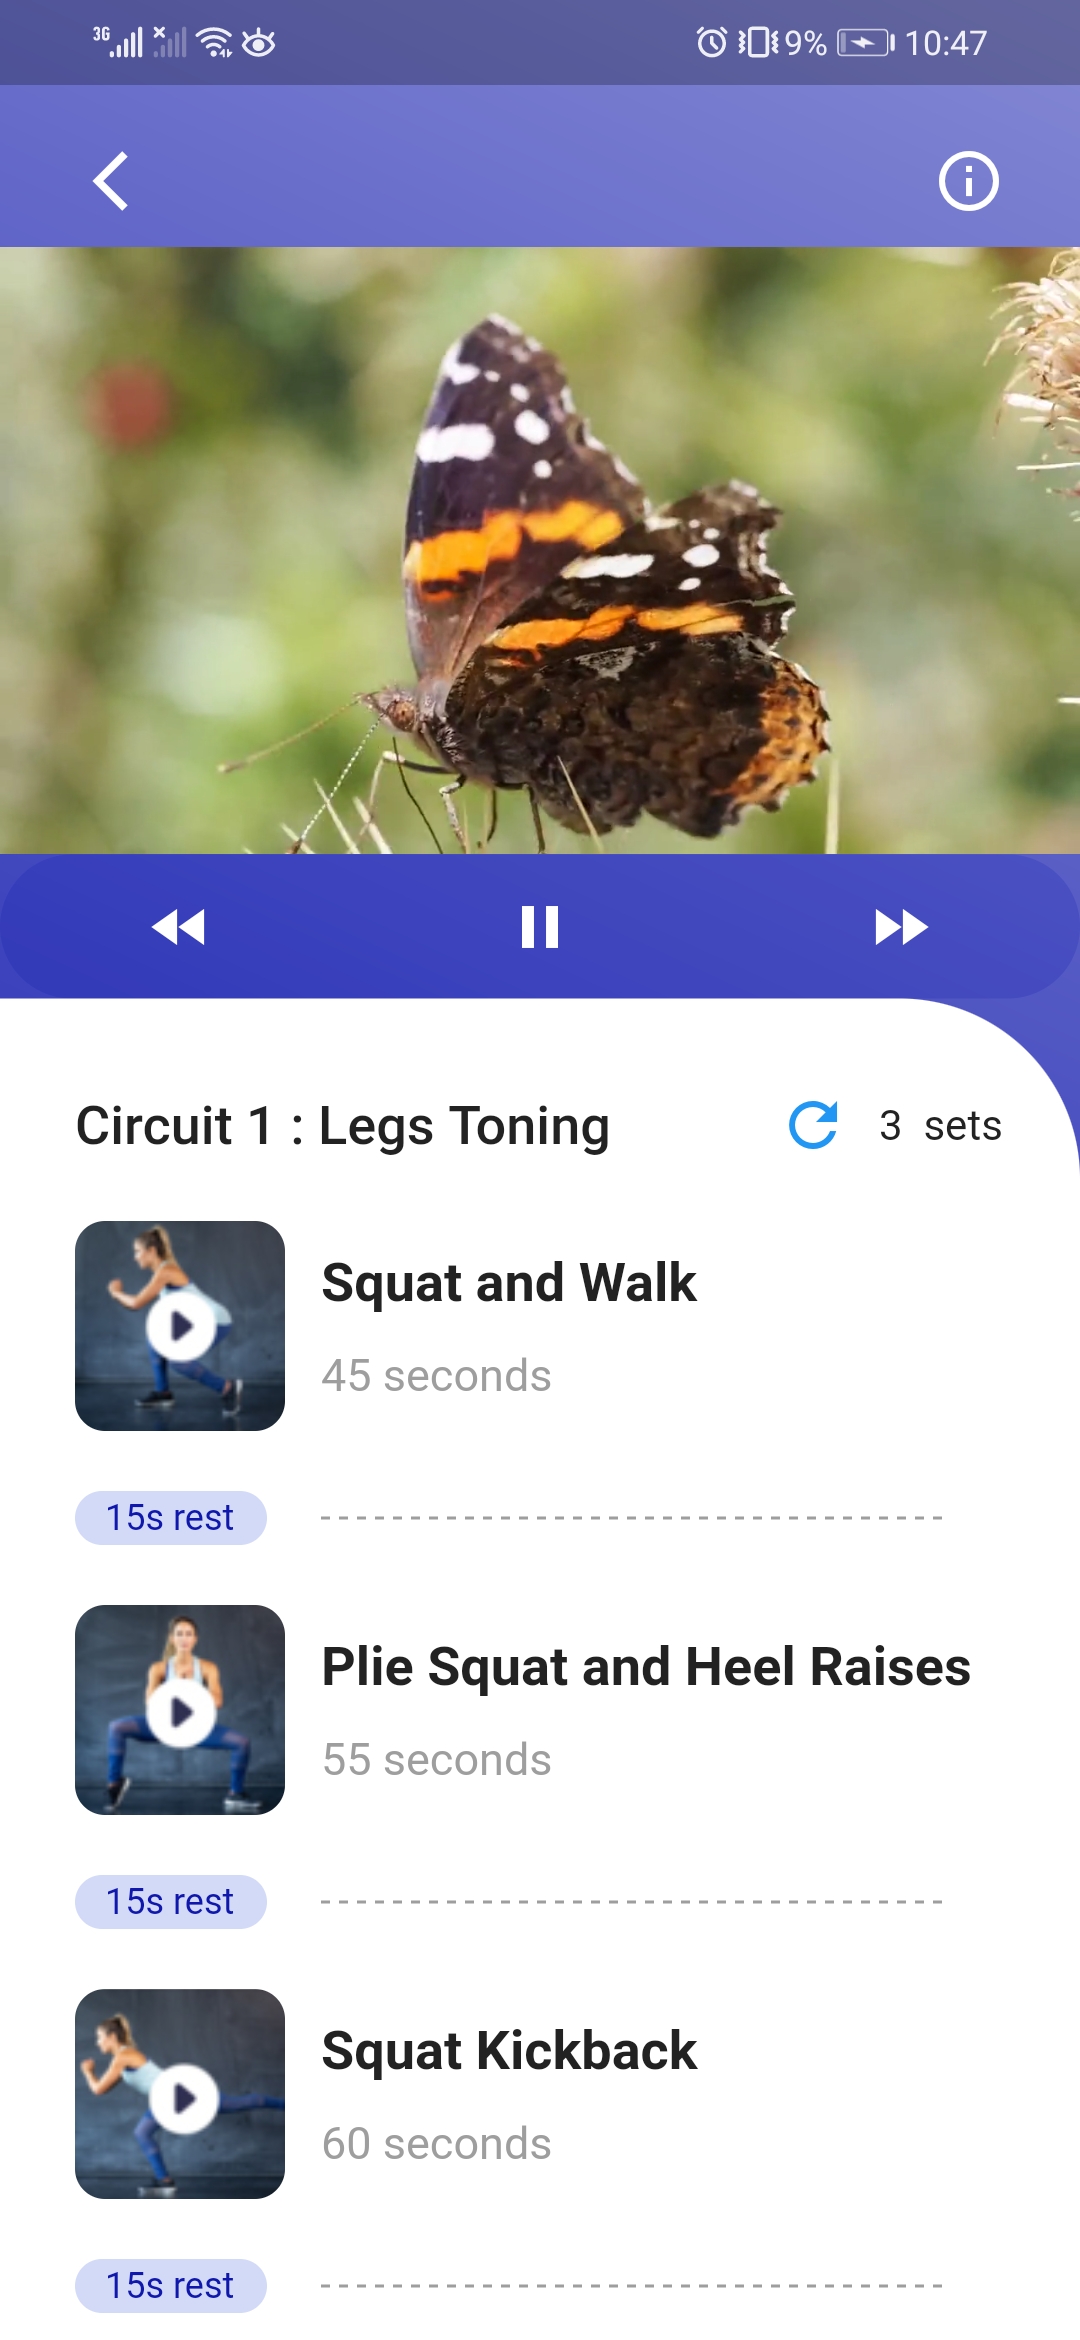 3G 9% 10:47
Circuit 1 : Legs Toning 3 sets
Squat and Walk
45 seconds
15s rest
Plie Squat and Heel Raises
55 seconds
15s rest
Squat Kickback
60 seconds
15s rest